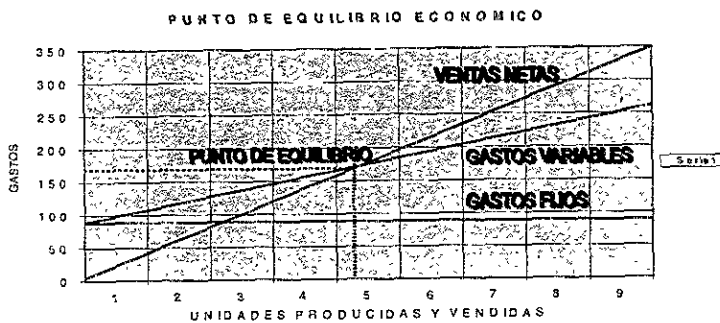 PUNTO DE EQUILIBRIO ECONOMICO
350
300
250
200
150
100
50
0
GASTOS
VENTAS NETAS
PUNTO DE EQUILIBRIO
GASTOS VARIABLES
GASTOS FIJOS
Series1
1 2 3 4 5 6 7 8 9
UNIDADES PRODUCIDAS Y VENDIDAS